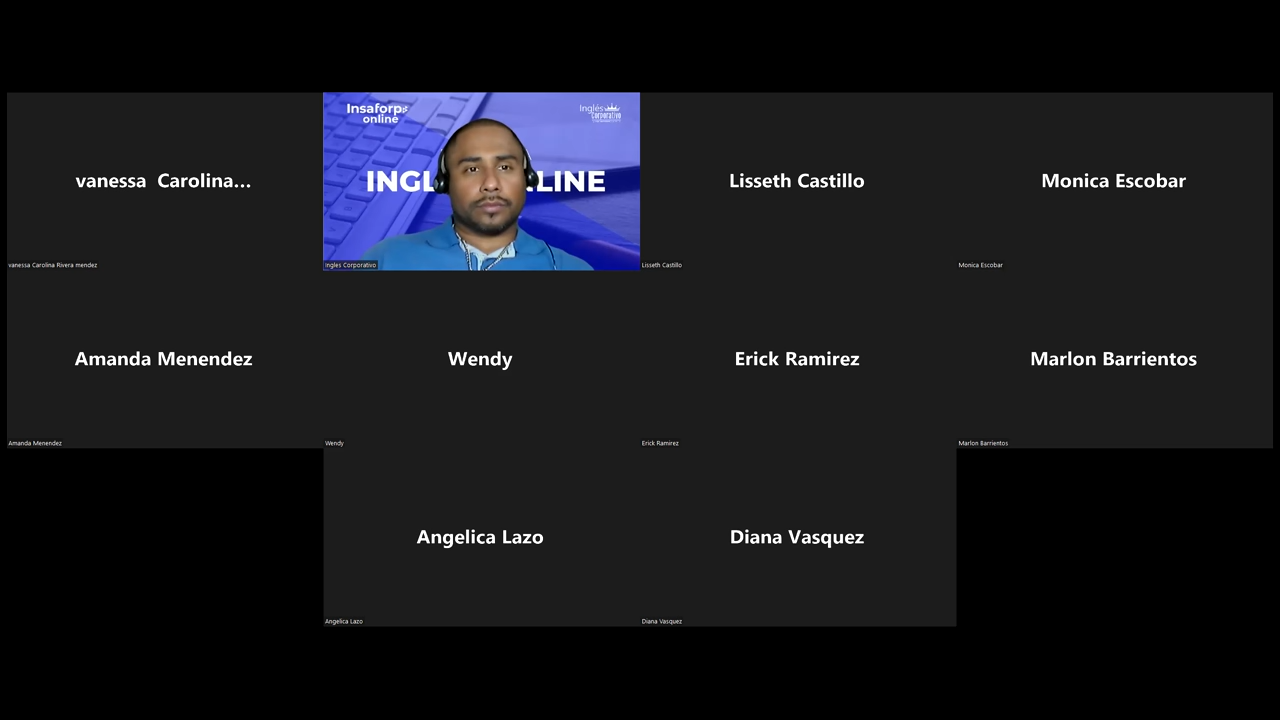 vanessa  Carolina...
vanessa Carolina Rivera mendez
Insaforp
online
Inglés
Corporativo
INGL
LINE
Ingles Corporativo
Lisseth Castillo
Lisseth Castillo
Monica Escobar
Monica Escobar
Amanda Menendez
Amanda Menendez
Wendy
Wendy
Erick Ramirez
Erick Ramirez
Marlon Barrientos
Marlon Barrientos
Angelica Lazo
Angelica Lazo
Diana Vasquez
Diana Vasquez